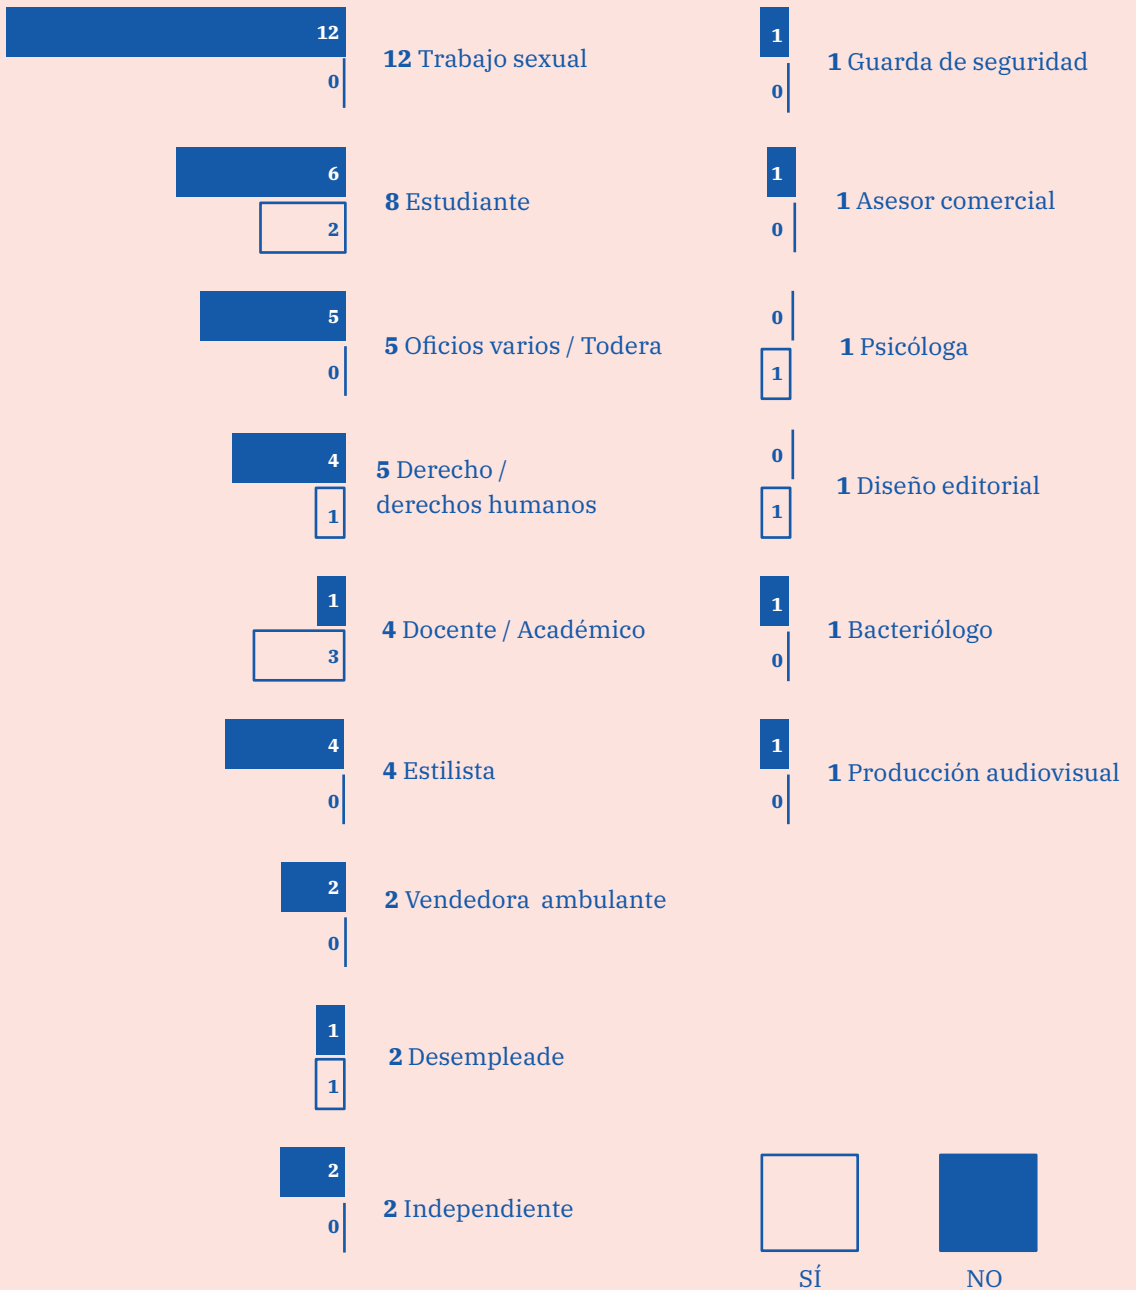 12
12 Trabajo sexual
0
6
8 Estudiante
2
5
5 Oficios varios / Todera
0
4
5 Derecho /
derechos humanos
1
1
4 Docente / Académico
3
4
4 Estilista
0
2
2 Vendedora  ambulante
0
1
2 Desempleade
1
2
2 Independiente
0
1
1 Guarda de seguridad
0
1
1 Asesor comercial
0
0
1 Psicóloga
1
0
1 Diseño editorial
1
1
1 Bacteriólogo
0
1
1 Producción audiovisual
0
SÍ
NO